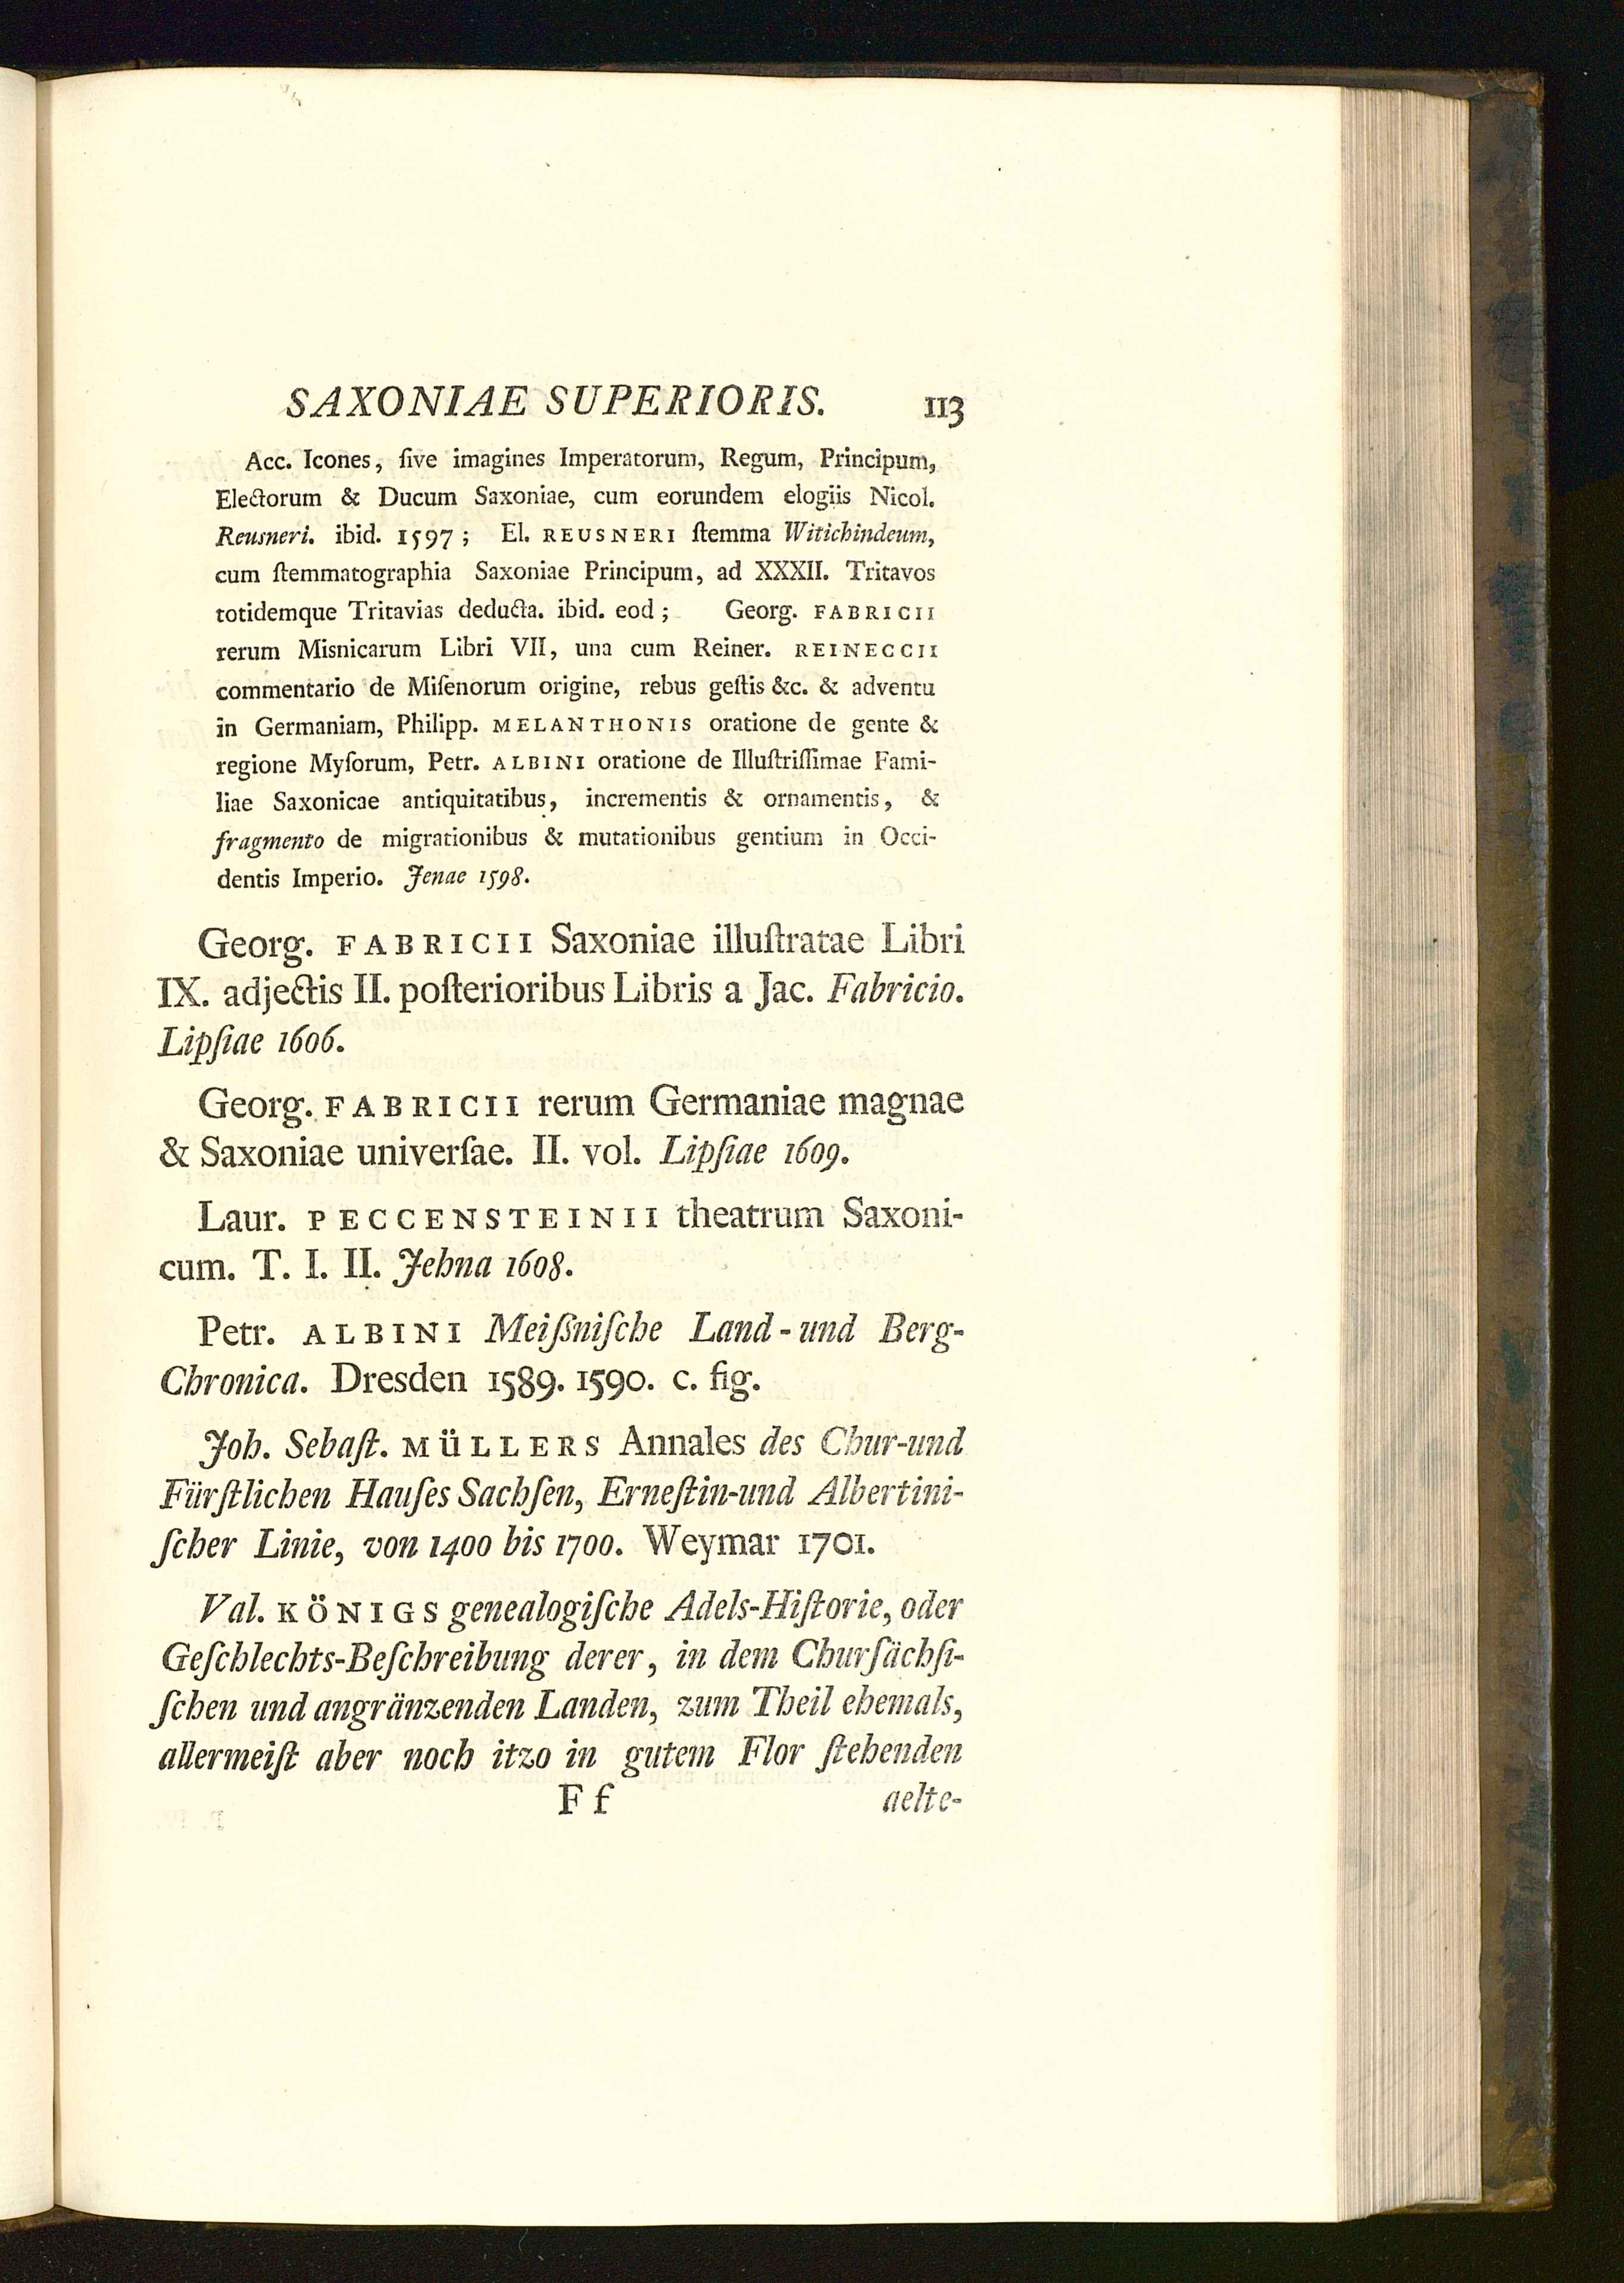 SAXONIAE SUPERIORIS. 113
Acc. Icones, ſive imagines Imperatorum, Regum, Principum,
Electorum & Ducum Saxoniae, cum eorundem elogiis Nicol.
Reusneri. ibid. 1597; El. REUSNERI ſtemma Witichindeum,
cum ſtemmatographia Saxoniae Principum, ad XXXII. Tritavos
totidemque Tritavias deducta. ibid. eod; Georg. FABRICII
rerum Misnicarum Libri VII, una cum Reiner. REINECCII
commentario de Miſenorum origine, rebus geſtis &c. & adventu
in Germaniam, Philipp. MELANTHONIS oratione de gente &
regione Myſorum, Petr. ALBINI oratione de Illuſtriſſimae Fami-
liae Saxonicae antiquitatibus, incrementis & ornamentis, &
fragmento de migrationibus & mutationibus gentium in Occi-
dentis Imperio. Jenae 1598.
Georg. FABRICII Saxoniae illuſtratae Libri
IX. adjectis II. poſterioribus Libris a Jac. Fabricio.
Lipſiae 1606.
Georg. FABRICII rerum Germaniae magnae
& Saxoniae univerſae. II. vol. Lipſiae 1609.
Laur. PECCENSTEINII theatrum Saxoni-
cum. T. I. II. Jehna 1608.
Petr. ALBINI Meißniſche Land-und Berg-
Chronica. Dresden 1589. 1590. c. fig.
Joh. Sebaſt. MÜLLERS Annales des Chur-und
Fürſtlichen Hauſes Sachſen, Erneſtin-und Albertini-
ſcher Linie, von 1400 bis 1700. Weymar 1701.
Val. KÖNIGS genealogiſche Adels-Hiſtorie, oder
Geſchlechts-Beſchreibung derer, in dem Churſächſi-
ſchen und angränzenden Landen, zum Theil ehemals,
allermeiſt aber noch itzo in gutem Flor ſtehenden
Ff aelte-